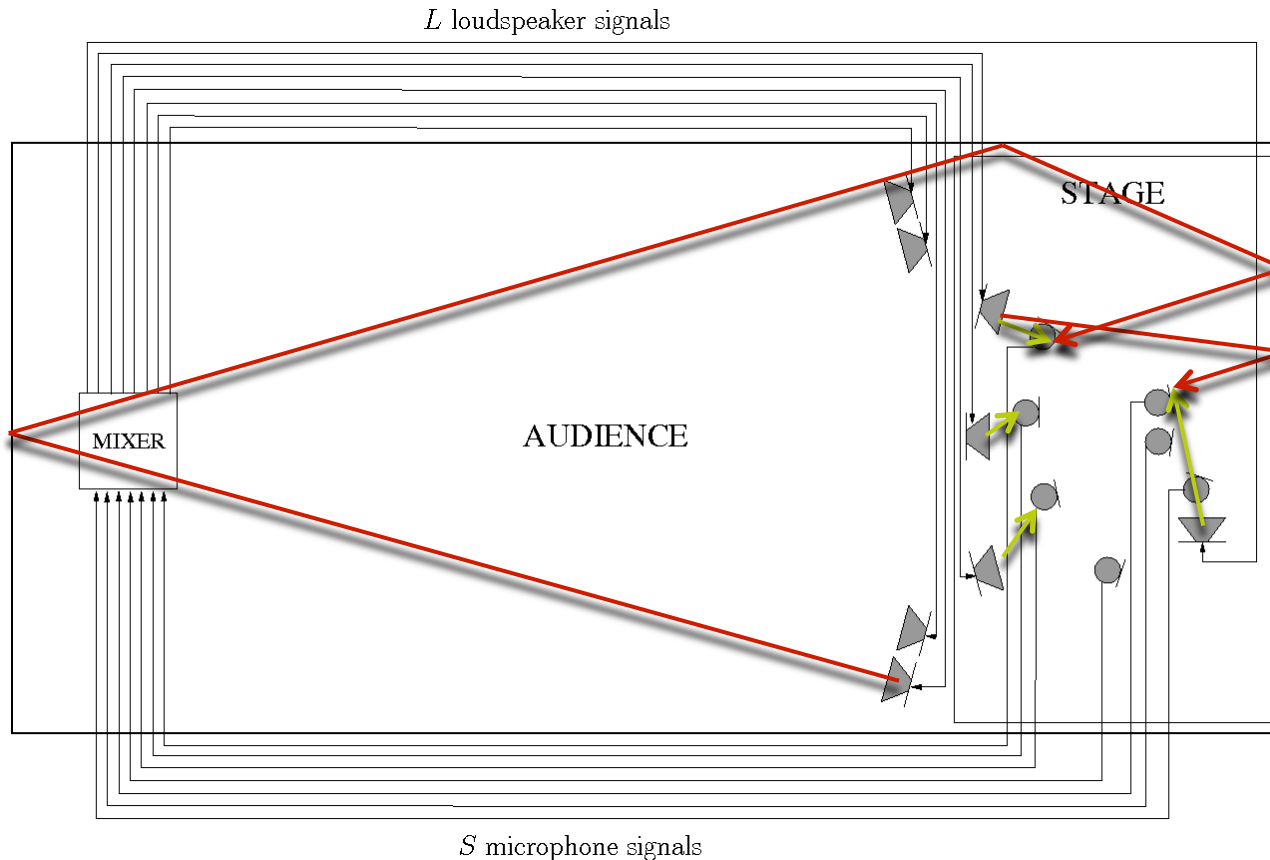 L loudspeaker signals
STAGE
MIXER
AUDIENCE
S microphone signals